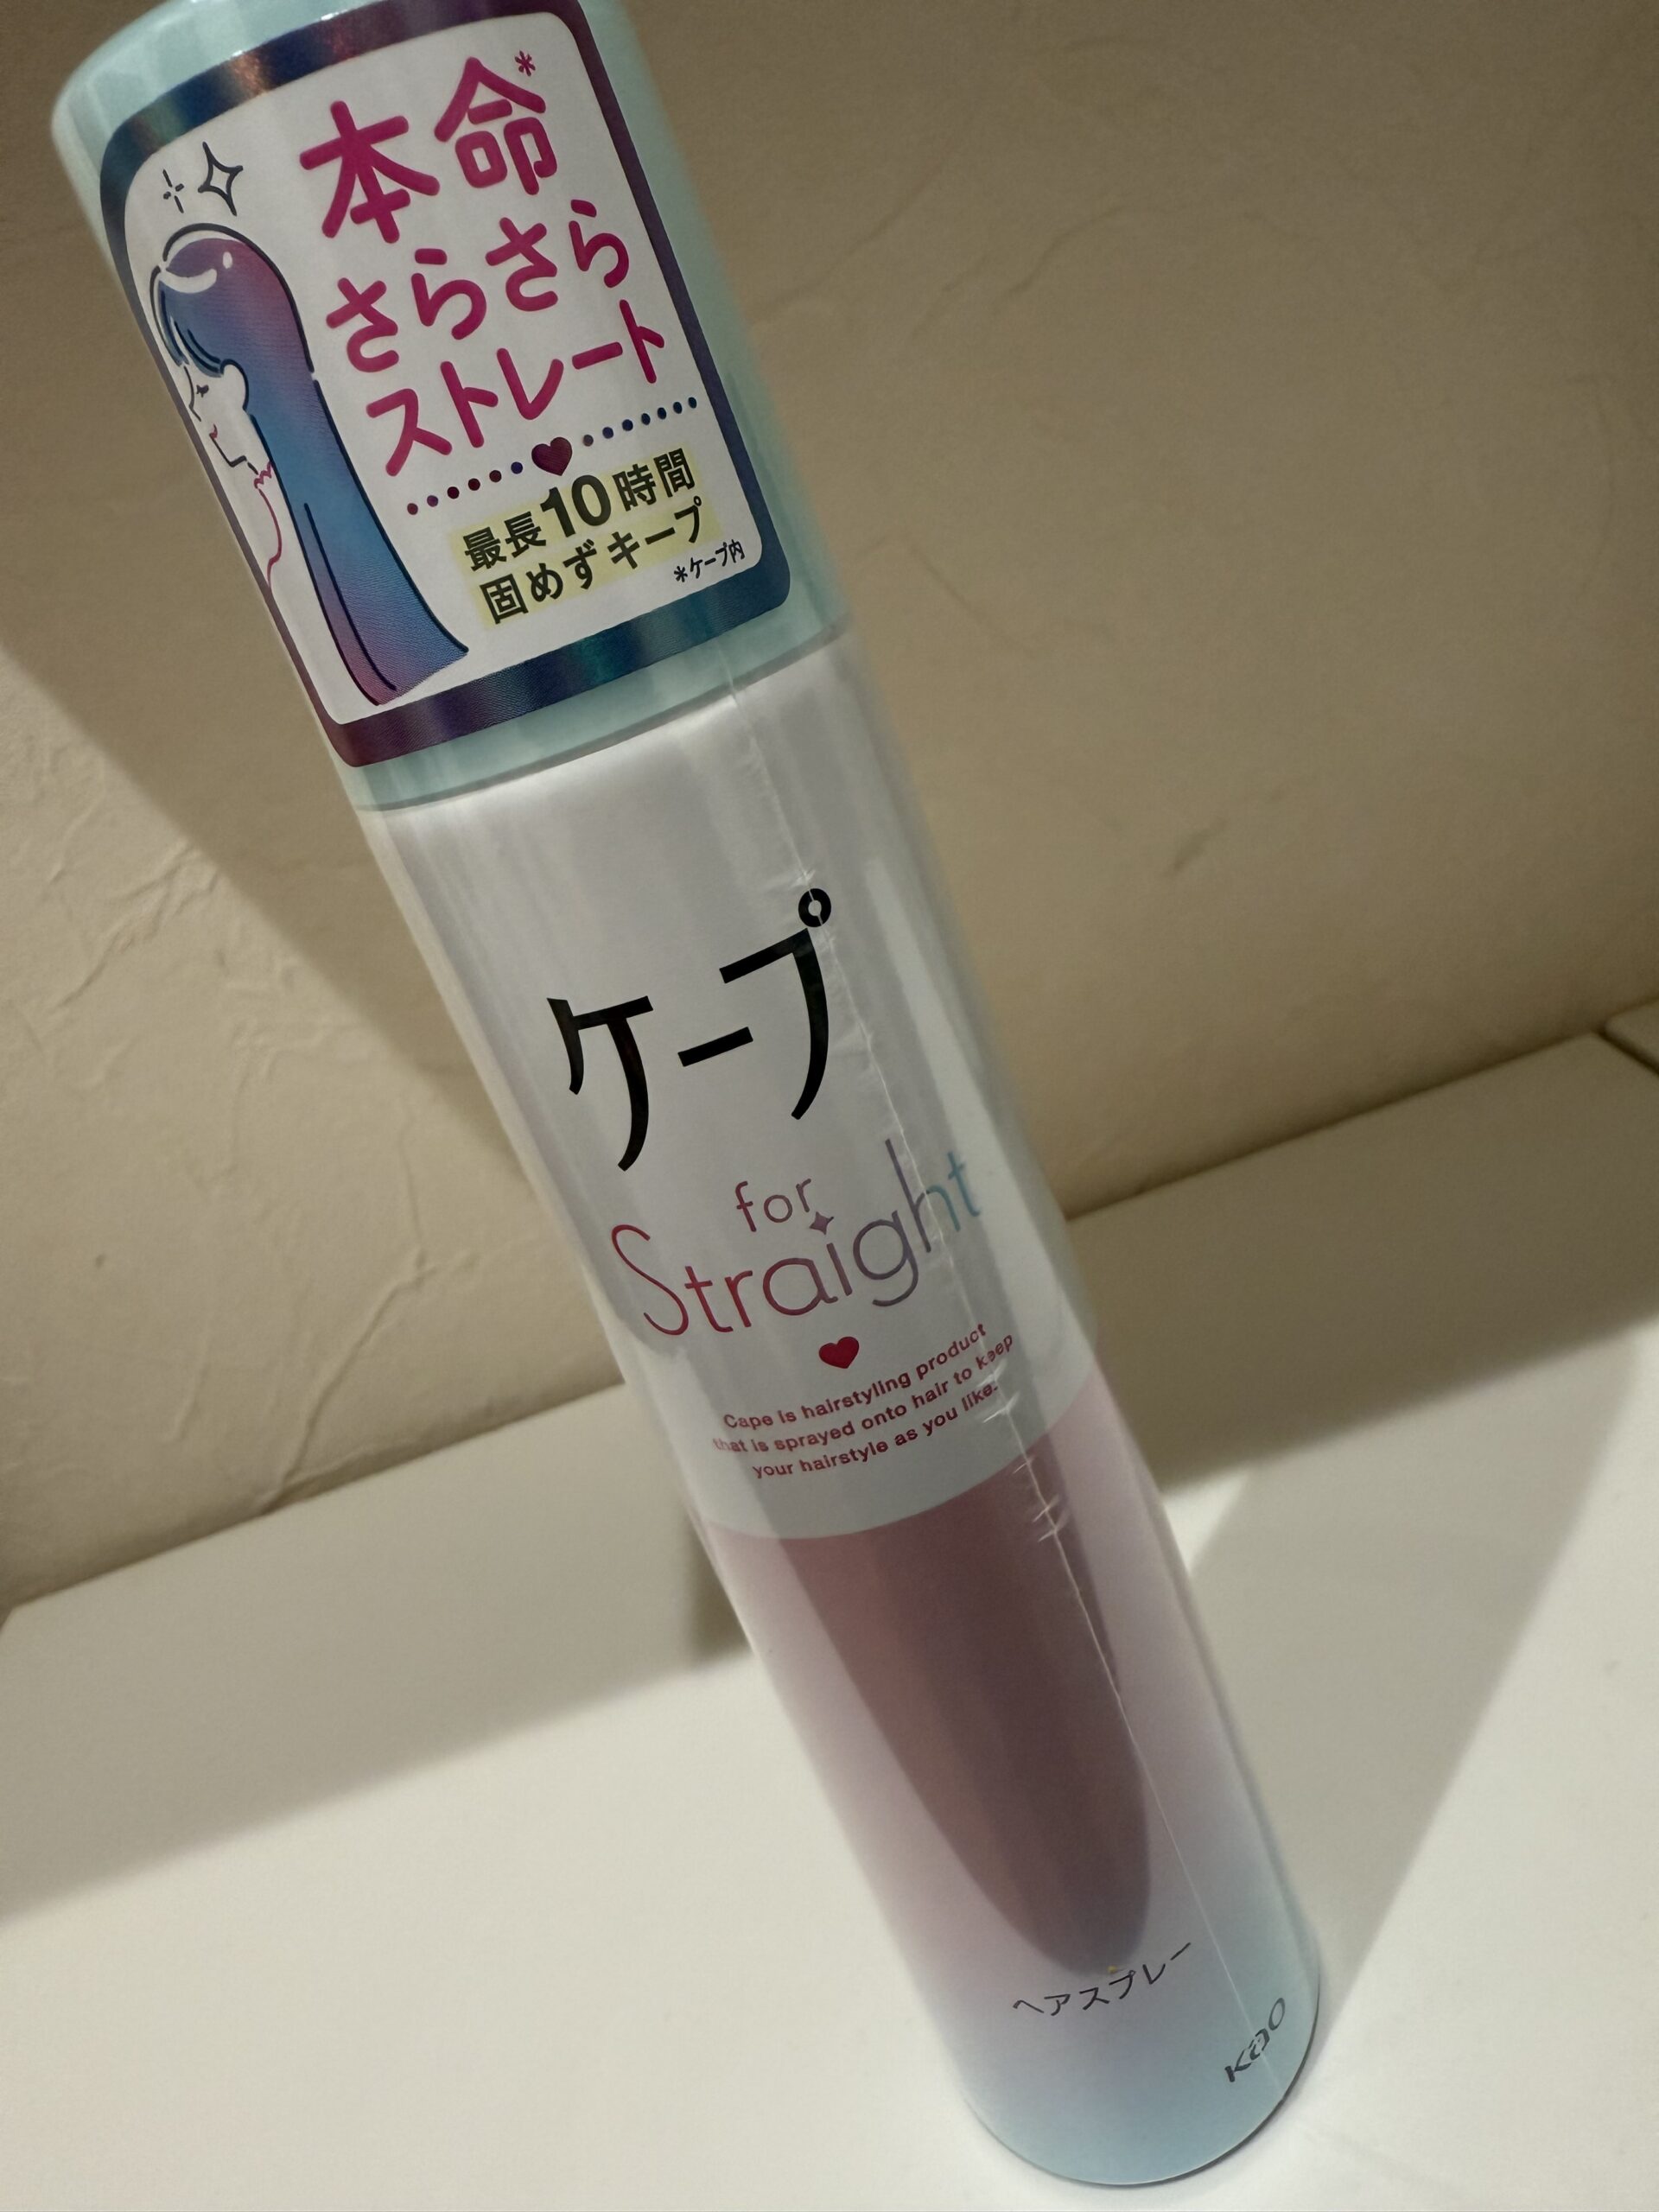 本命*
さらさら
ストレート
最長10時間
固めずキープ
*ケープ内
ケープ
for
Straight
Cape is hairstyling product
that is sprayed onto hair to keep
your hairstyle as you like.
ヘアスプレー
KaO